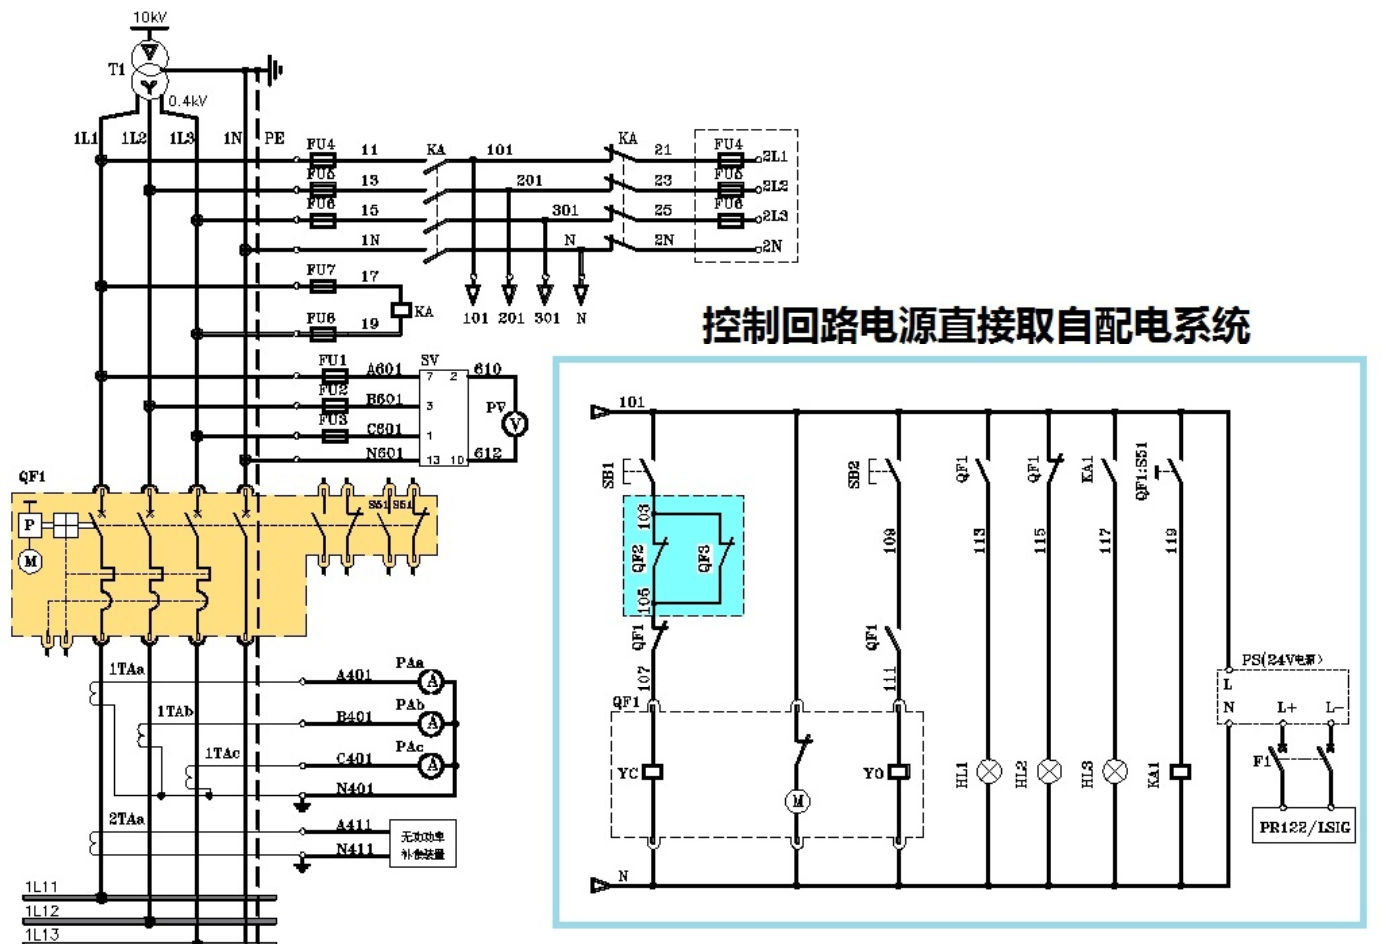 10kV
T1
0.4kV
1L1 1L2 1L3 1N PE
FU4 11 KA 101 KA 21 FU4 2L1
FU5 13 201 23 FU5 2L2
FU6 15 301 25 FU6 2L3
1N N 2N 2N
FU7 17
KA
FU6 19
101 201 301 N
FU1 A601 SV 7 2 610
FU2 B601 3 PV V
FU3 C601 1
N601 13 10 612
QF1
P
M
S51 S51
1TAa A401 PAa A
1TAb B401 PAb A
1TAc C401 PAc A
N401
2TAa A411
N411
无功功率
补偿装置
1L11
1L12
1L13
控制回路电源直接取自配电系统
101
SB1 SB2 QF1 QF1 KA1 QF1:S51
103
QF2 QF3
105
109 113 115 117 119
QF1 QF1
107 111
QF1
YC M YO HL1 HL2 HL3 KA1
N
PS(24V电源)
L
N L+ L-
F1
PR122/LSIG